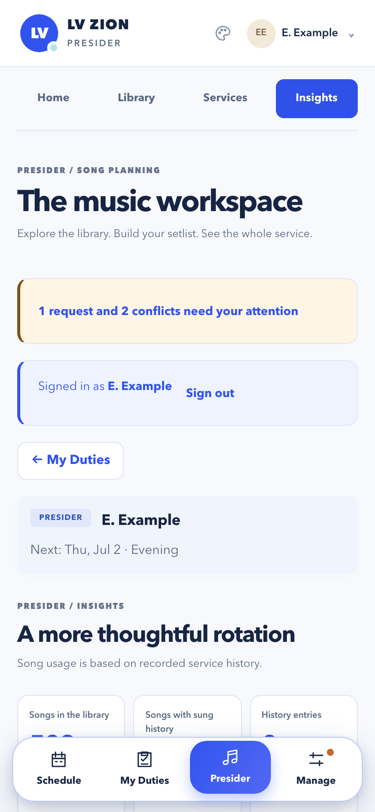 LV
LV ZION
PRESIDER
EE
E. Example
Home
Library
Services
Insights
PRESIDER / SONG PLANNING
The music workspace
Explore the library. Build your setlist. See the whole service.
1 request and 2 conflicts need your attention
Signed in as E. Example
Sign out
← My Duties
PRESIDER
E. Example
Next: Thu, Jul 2 · Evening
PRESIDER / INSIGHTS
A more thoughtful rotation
Song usage is based on recorded service history.
Songs in the library
Songs with sung
history
History entries
Schedule
My Duties
Presider
Manage